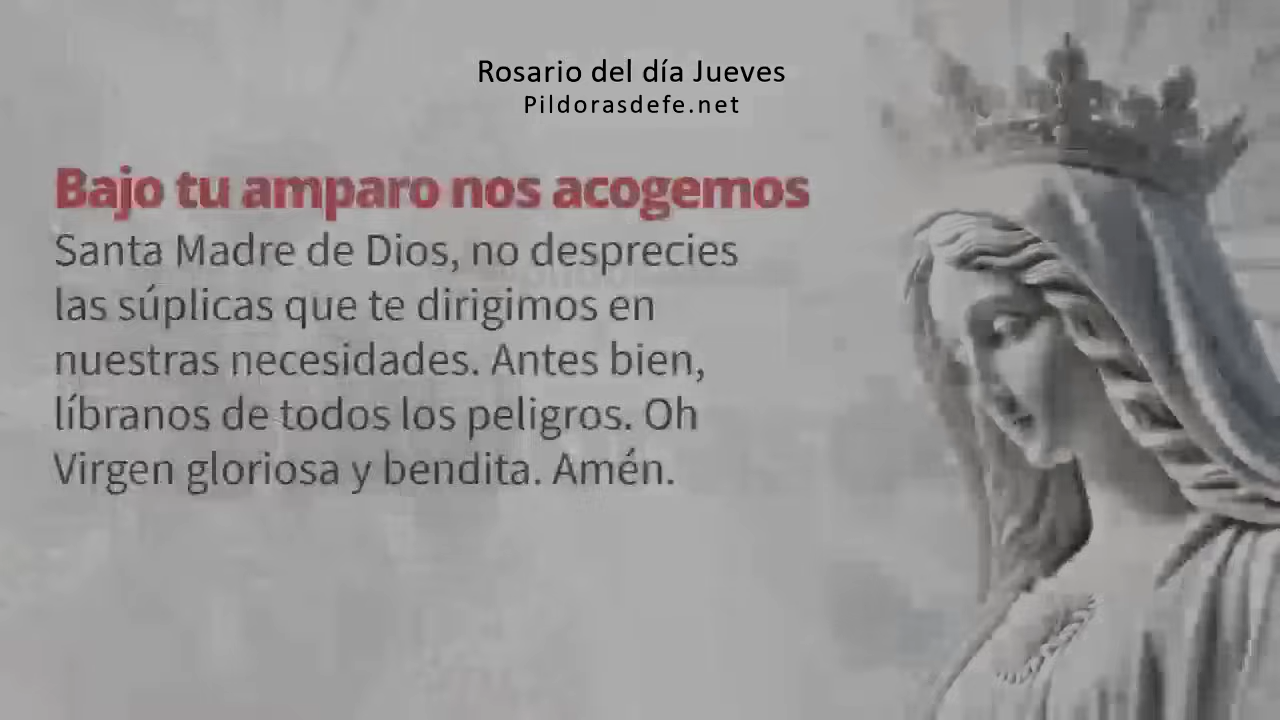 Rosario del día Jueves
Pildorasdefe.net
Bajo tu amparo nos acogemos
Santa Madre de Dios, no desprecies
las súplicas que te dirigimos en
nuestras necesidades. Antes bien,
líbranos de todos los peligros. Oh
Virgen gloriosa y bendita. Amén.